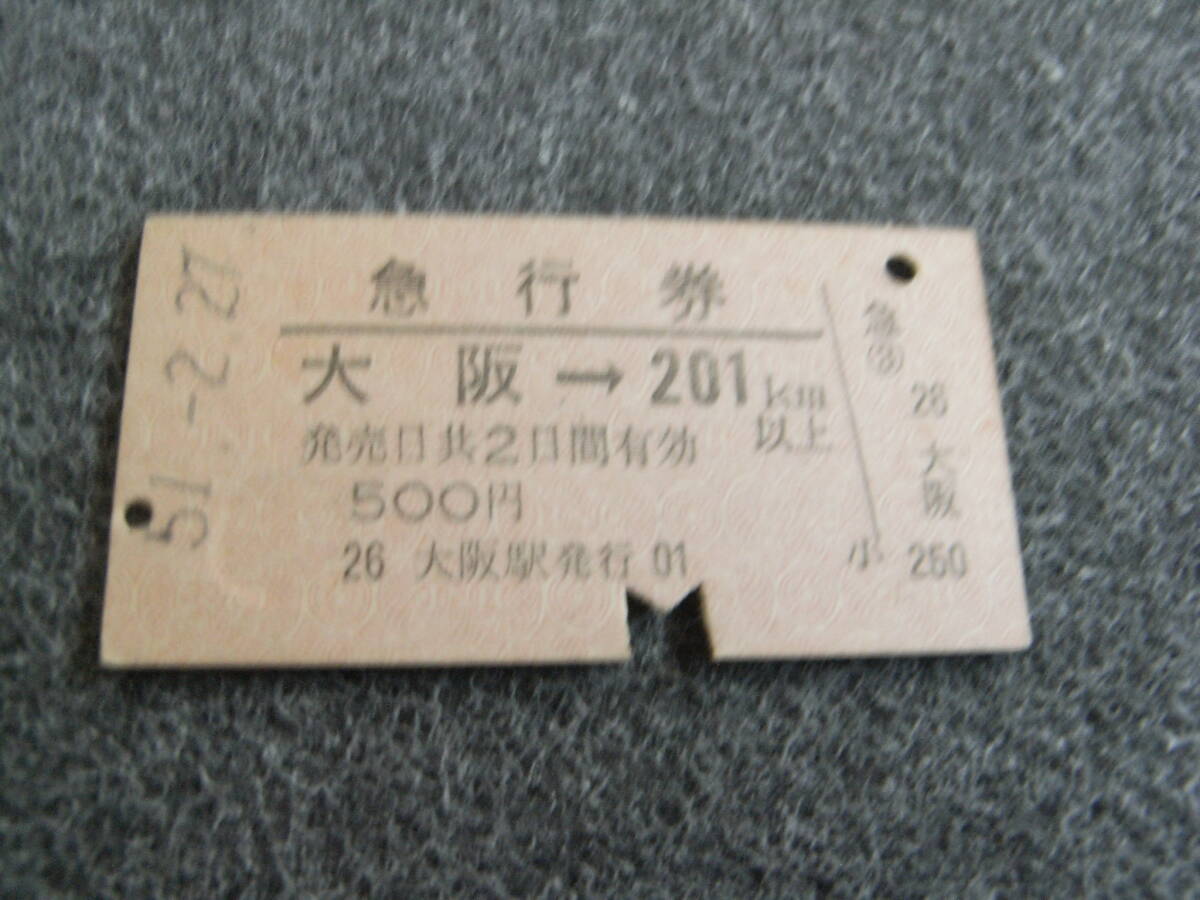 51.-2.27
急行券
大阪→201km以上
発売日共2日間有効
500円
26 大阪駅発行 01
急
26
大阪
小 250